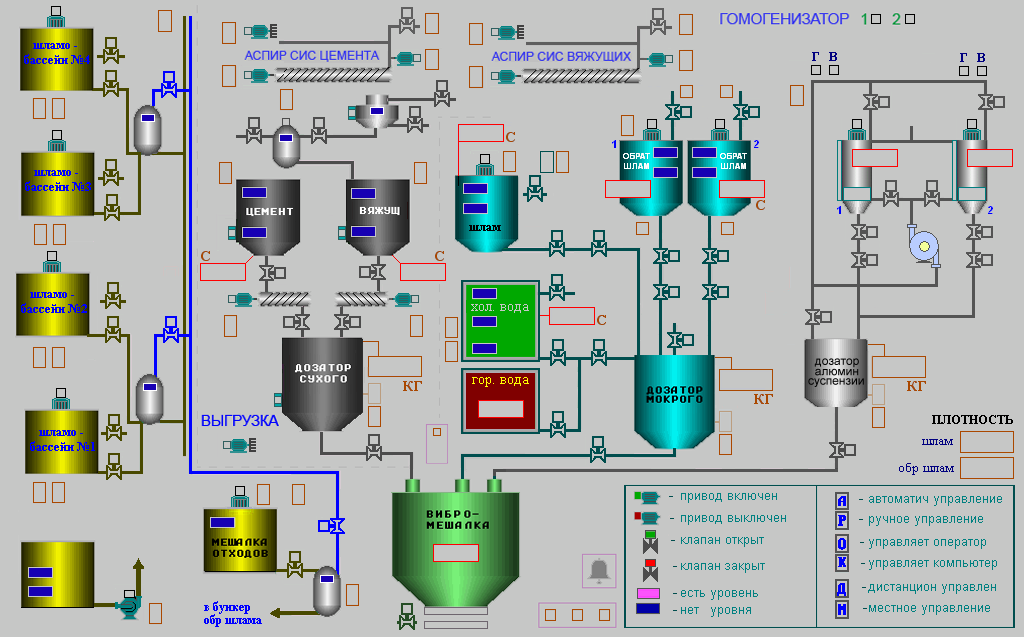 ГОМОГЕНИЗАТОР 1 2
шламо -
бассейн №4
АСПИР СИС ЦЕМЕНТА
АСПИР СИС ВЯЖУЩИХ
Г В
Г В
шламо -
бассейн №3
ЦЕМЕНТ
ВЯЖУЩ
С
С
С
шлам
1
ОБРАТ
ШЛАМ
ОБРАТ
ШЛАМ
2
С
1
2
шламо -
бассейн №2
хол. вода
С
гор. вода
ДОЗАТОР
СУХОГО
КГ
ДОЗАТОР
МОКРОГО
КГ
дозатор
алюмин
суспензии
КГ
шламо -
бассейн №1
ВЫГРУЗКА
ПЛОТНОСТЬ
шлам
обр шлам
МЕШАЛКА
ОТХОДОВ
ВИБРО-
МЕШАЛКА
в бункер
обр шлама
- привод включен
- привод выключен
- клапан открыт
- клапан закрыт
- есть уровень
- нет уровня
А - автоматич управление
Р - ручное управление
О - управляет оператор
К - управляет компьютер
Д -дистанцион управлен
М -местное управление